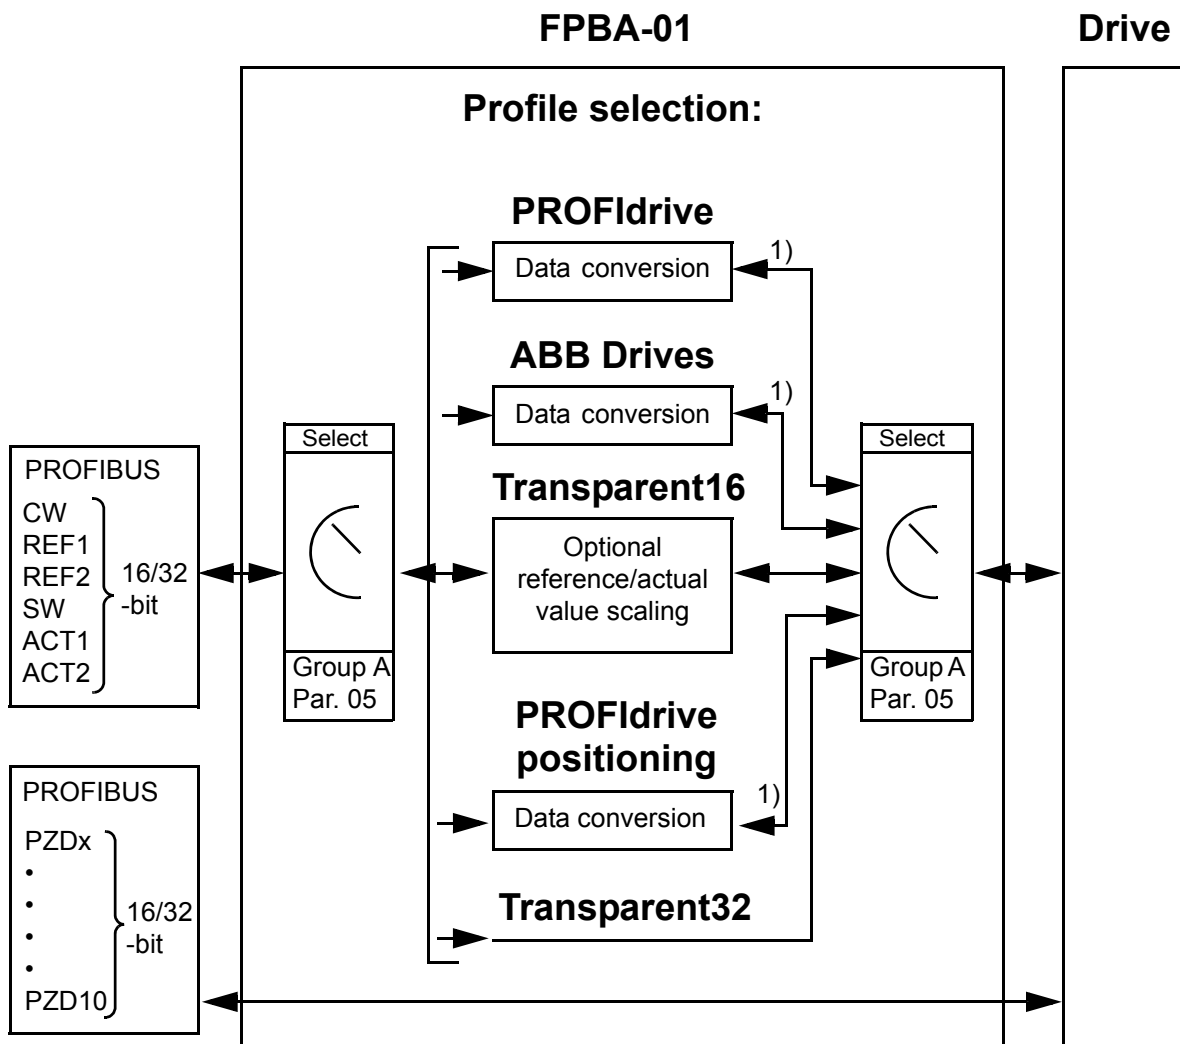 FPBA-01
Drive
Profile selection:
PROFIdrive
1)
Data conversion
ABB Drives
1)
Data conversion
Select
Select
PROFIBUS
CW
REF1
REF2
SW
ACT1
ACT2
16/32
-bit
Transparent16
Optional
reference/actual
value scaling
Group A
Par. 05
Group A
Par. 05
PROFIdrive
positioning
1)
Data conversion
PROFIBUS
PZDx
•
•
•
•
PZD10
16/32
-bit
Transparent32